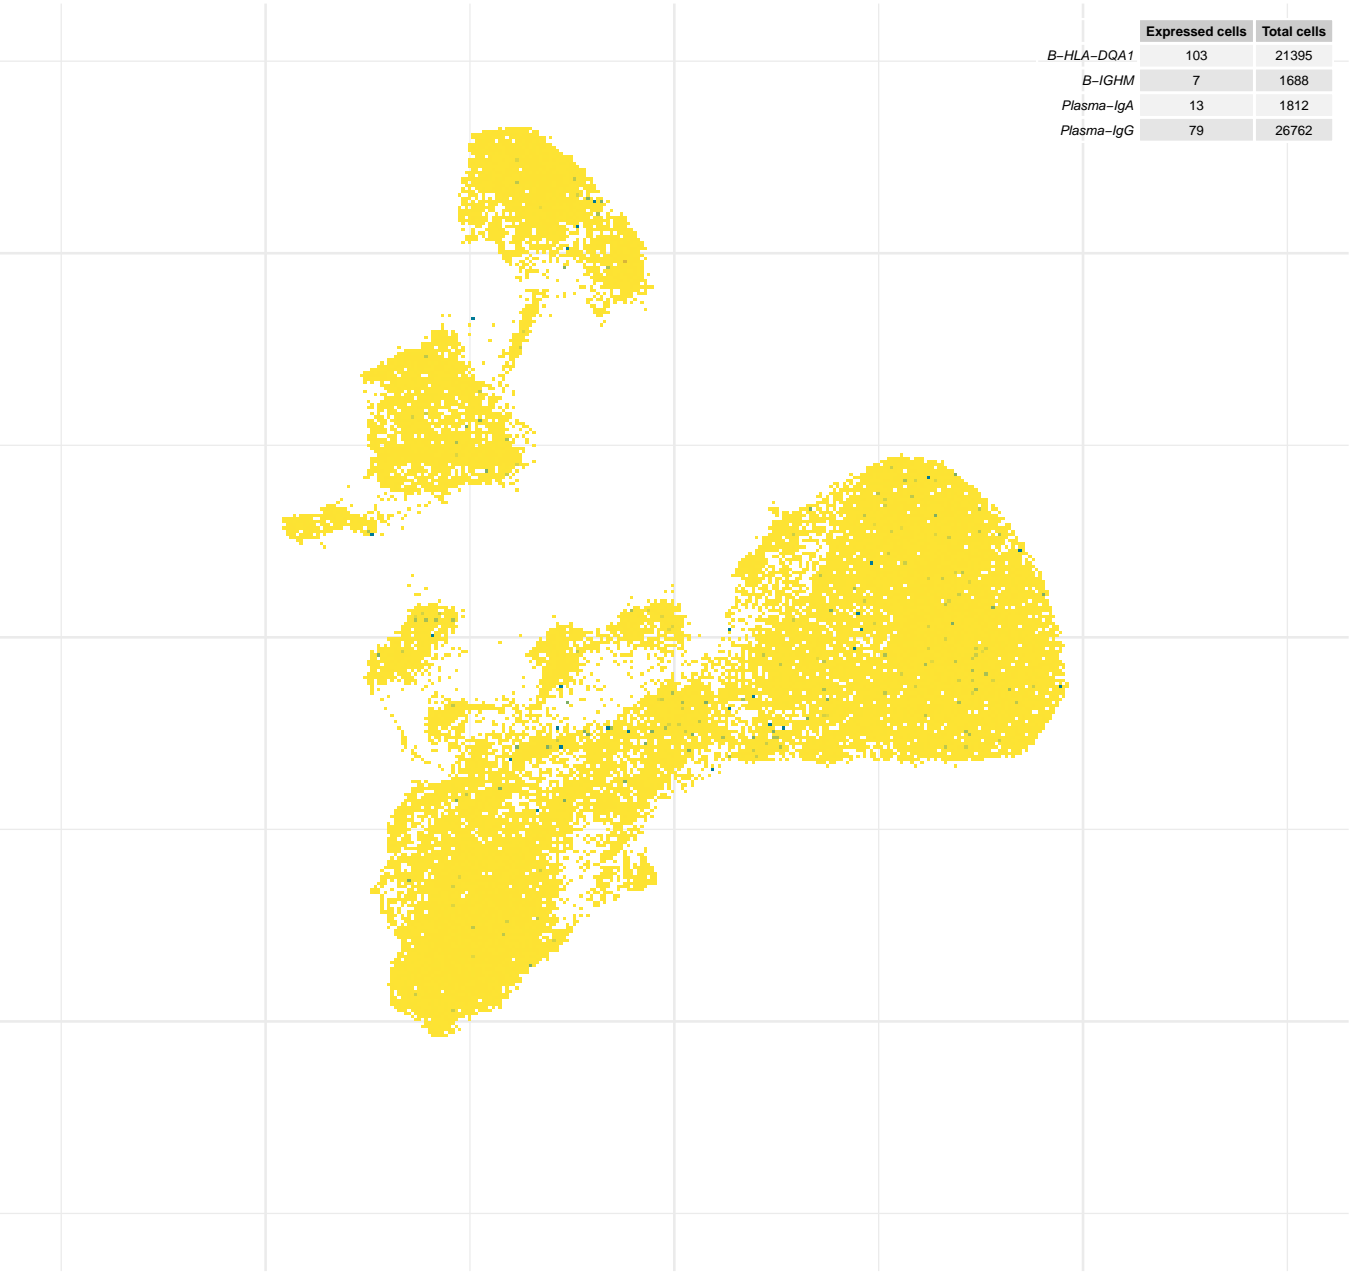 Expressed cells Total cells
B−HLA−DQA1 103 21395
B−IGHM 7 1688
Plasma−IgA 13 1812
Plasma−IgG 79 26762